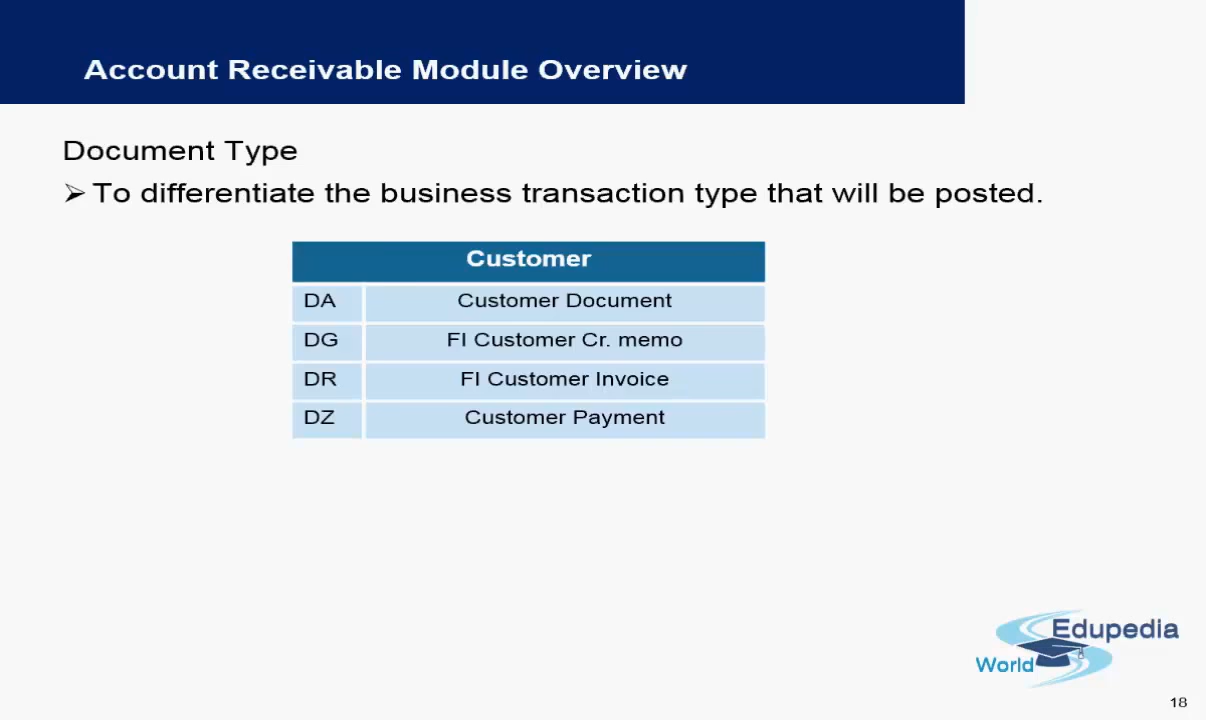 Account Receivable Module Overview
Document Type
➢ To differentiate the business transaction type that will be posted.
Customer
DA Customer Document
DG FI Customer Cr. memo
DR FI Customer Invoice
DZ Customer Payment
Edupedia
World
18